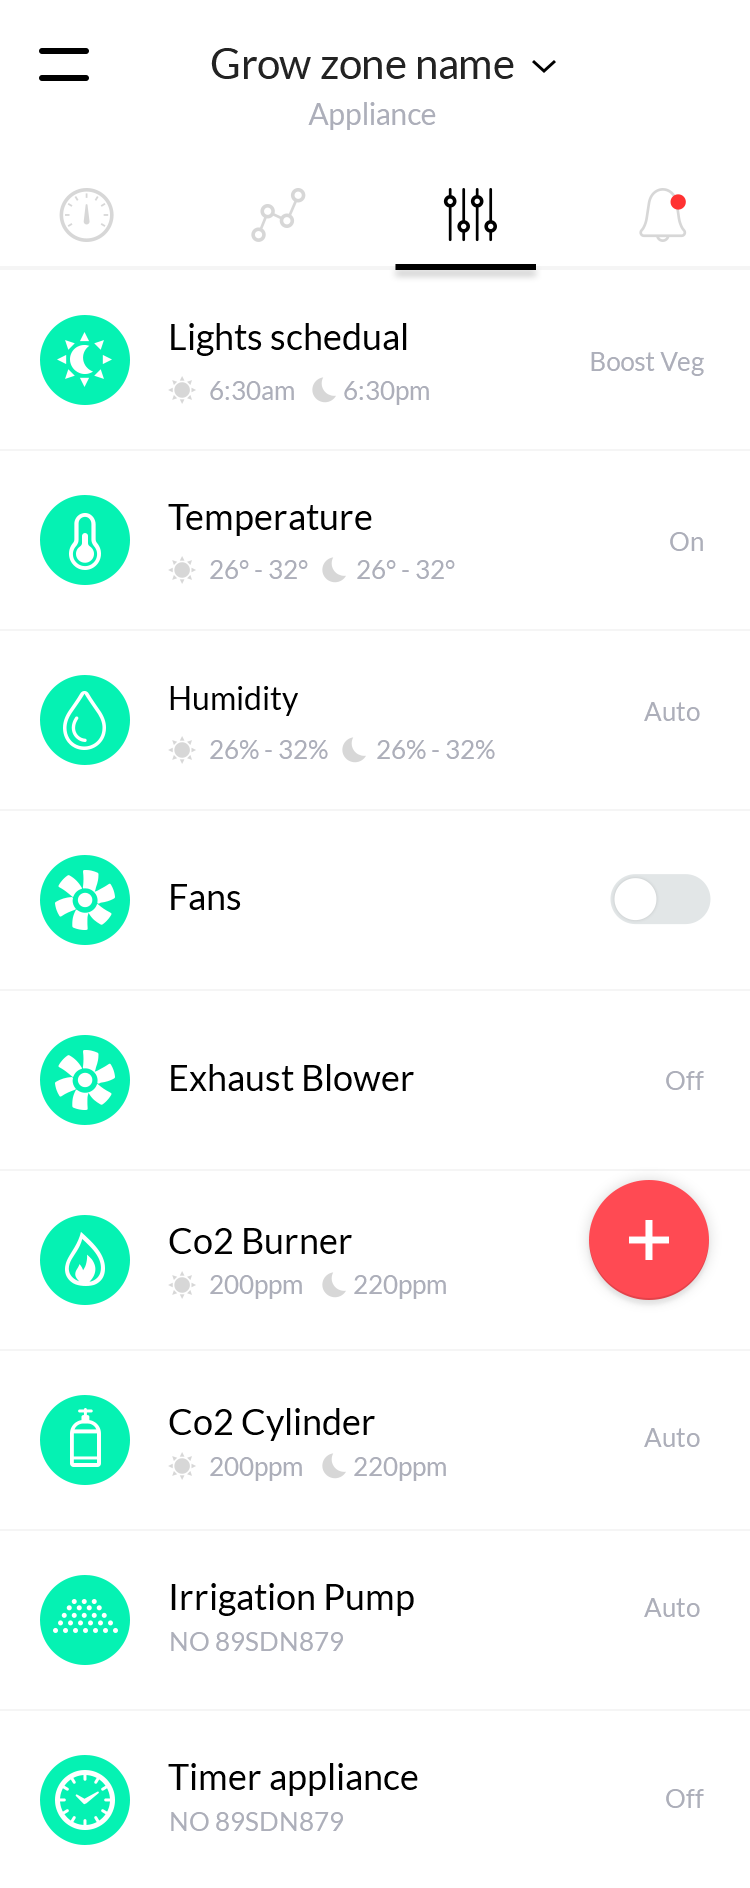 Grow zone name
Appliance
Lights schedual
6:30am 6:30pm
Boost Veg
Temperature
26° - 32° 26° - 32°
On
Humidity
26% - 32% 26% - 32%
Auto
Fans
Exhaust Blower
Off
Co2 Burner
200ppm 220ppm
Co2 Cylinder
200ppm 220ppm
Auto
Irrigation Pump
NO 89SDN879
Auto
Timer appliance
NO 89SDN879
Off